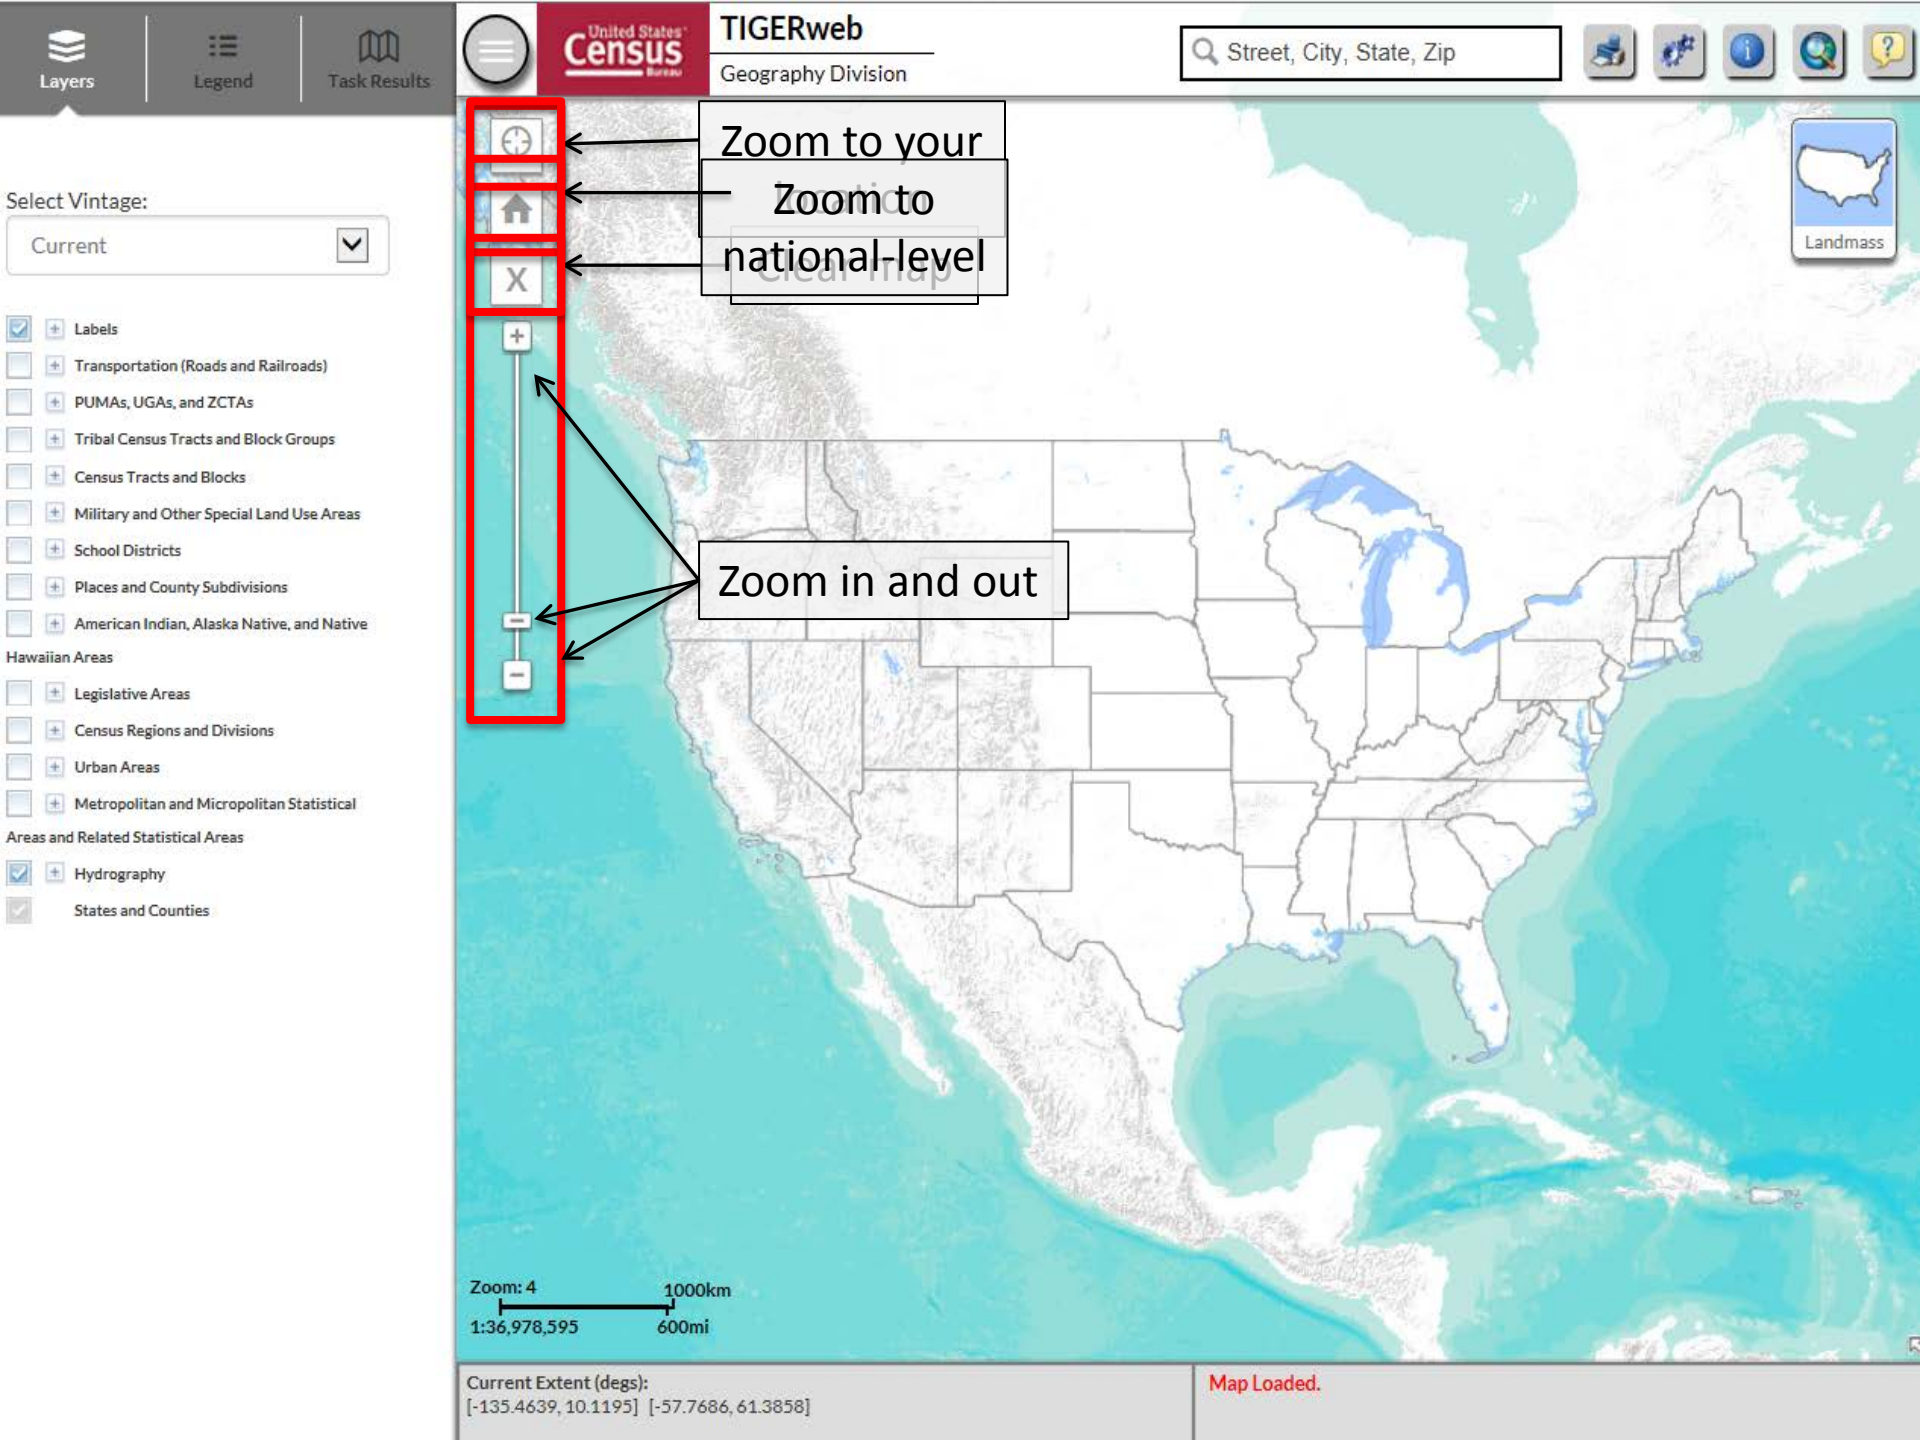 Layers
Legend
Task Results
United States
Census
Bureau
TIGERweb
Geography Division
Street, City, State, Zip
Select Vintage:
Current
Labels
Transportation (Roads and Railroads)
PUMAs, UGAs, and ZCTAs
Tribal Census Tracts and Block Groups
Census Tracts and Blocks
Military and Other Special Land Use Areas
School Districts
Places and County Subdivisions
American Indian, Alaska Native, and Native
Hawaiian Areas
Legislative Areas
Census Regions and Divisions
Urban Areas
Metropolitan and Micropolitan Statistical
Areas and Related Statistical Areas
Hydrography
States and Counties
Zoom to your
location
Zoom to
national-level
Clear map
X
Zoom in and out
Landmass
Zoom: 4
1000km
1:36,978,595
600mi
Current Extent (degs):
[-135.4639, 10.1195] [-57.7686, 61.3858]
Map Loaded.